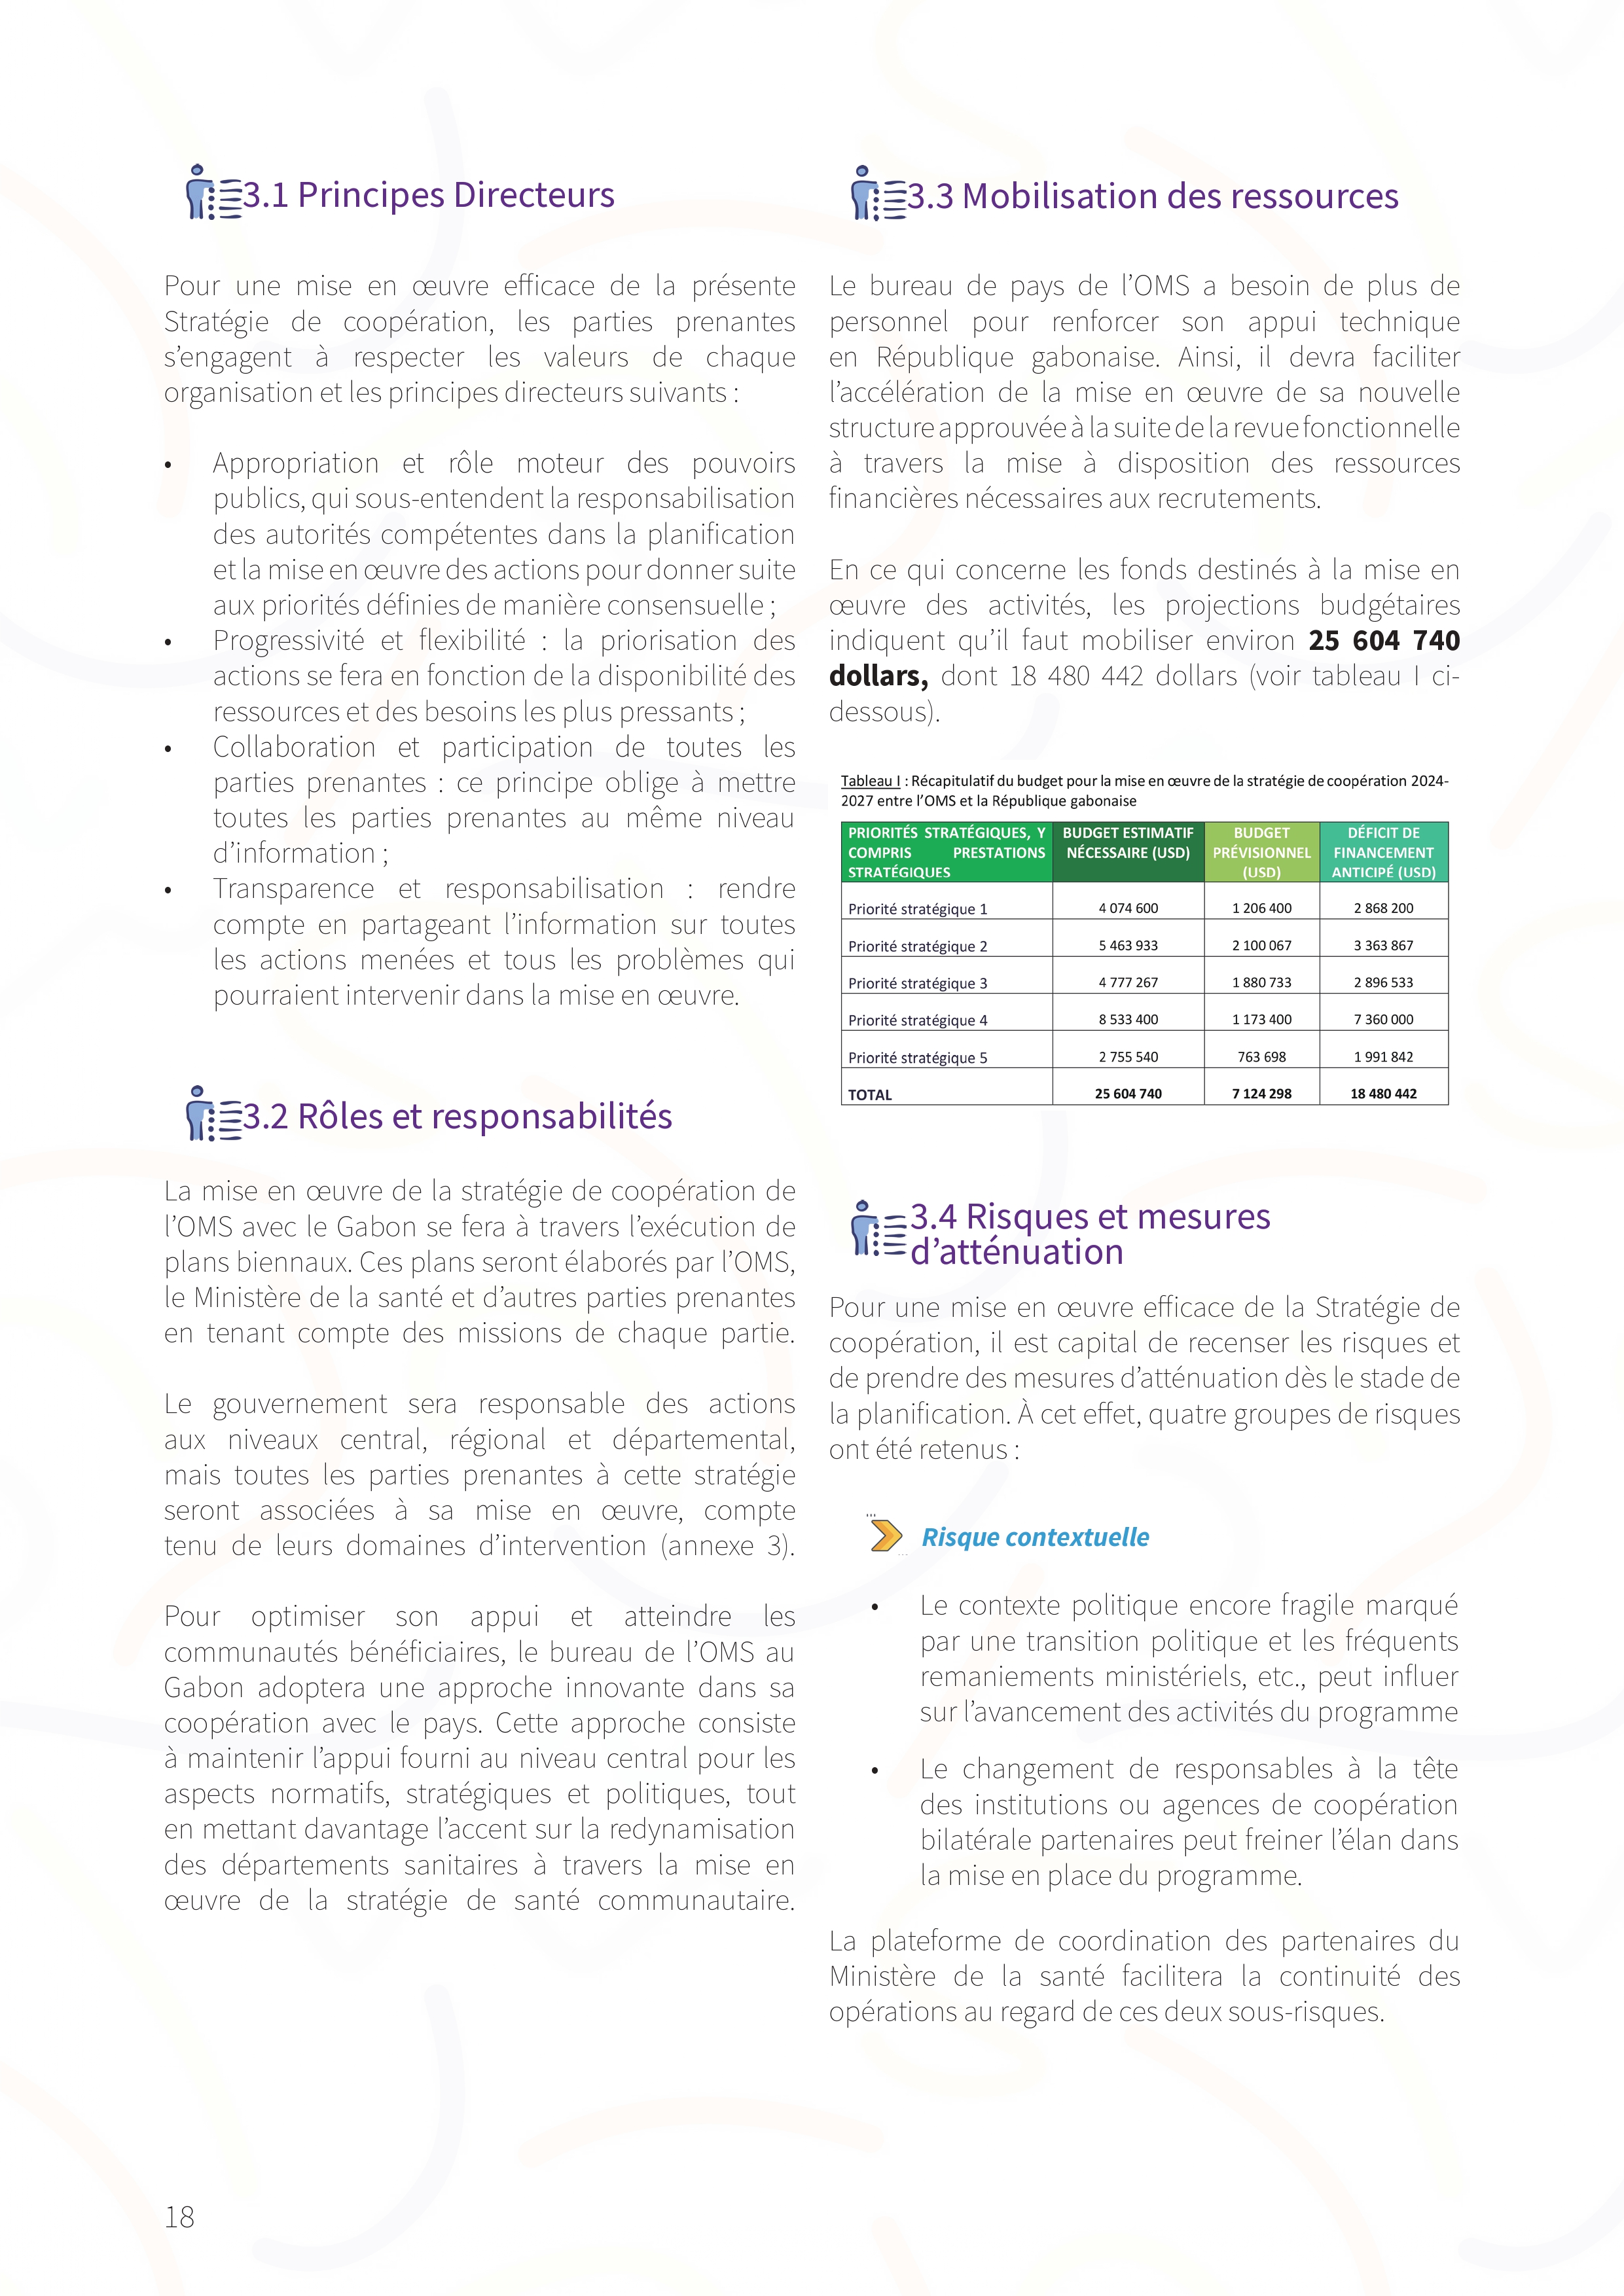 3.1 Principes Directeurs
Pour une mise en œuvre efficace de la présente
Stratégie de coopération, les parties prenantes
s’engagent à respecter les valeurs de chaque
organisation et les principes directeurs suivants :
• Appropriation et rôle moteur des pouvoirs
publics, qui sous-entendent la responsabilisation
des autorités compétentes dans la planification
et la mise en œuvre des actions pour donner suite
aux priorités définies de manière consensuelle ;
• Progressivité et flexibilité : la priorisation des
actions se fera en fonction de la disponibilité des
ressources et des besoins les plus pressants ;
• Collaboration et participation de toutes les
parties prenantes : ce principe oblige à mettre
toutes les parties prenantes au même niveau
d’information ;
• Transparence et responsabilisation : rendre
compte en partageant l’information sur toutes
les actions menées et tous les problèmes qui
pourraient intervenir dans la mise en œuvre.
3.2 Rôles et responsabilités
La mise en œuvre de la stratégie de coopération de
l’OMS avec le Gabon se fera à travers l’exécution de
plans biennaux. Ces plans seront élaborés par l’OMS,
le Ministère de la santé et d’autres parties prenantes
en tenant compte des missions de chaque partie.
Le gouvernement sera responsable des actions
aux niveaux central, régional et départemental,
mais toutes les parties prenantes à cette stratégie
seront associées à sa mise en œuvre, compte
tenu de leurs domaines d’intervention (annexe 3).
Pour optimiser son appui et atteindre les
communautés bénéficiaires, le bureau de l’OMS au
Gabon adoptera une approche innovante dans sa
coopération avec le pays. Cette approche consiste
à maintenir l’appui fourni au niveau central pour les
aspects normatifs, stratégiques et politiques, tout
en mettant davantage l’accent sur la redynamisation
des départements sanitaires à travers la mise en
œuvre de la stratégie de santé communautaire.
3.3 Mobilisation des ressources
Le bureau de pays de l’OMS a besoin de plus de
personnel pour renforcer son appui technique
en République gabonaise. Ainsi, il devra faciliter
l’accélération de la mise en œuvre de sa nouvelle
structure approuvée à la suite de la revue fonctionnelle
à travers la mise à disposition des ressources
financières nécessaires aux recrutements.
En ce qui concerne les fonds destinés à la mise en
œuvre des activités, les projections budgétaires
indiquent qu’il faut mobiliser environ 25 604 740
dollars, dont 18 480 442 dollars (voir tableau I ci-
dessous).
Tableau I : Récapitulatif du budget pour la mise en œuvre de la stratégie de coopération 2024-
2027 entre l’OMS et la République gabonaise
PRIORITÉS STRATÉGIQUES, Y COMPRIS PRESTATIONS STRATÉGIQUES BUDGET ESTIMATIF NÉCESSAIRE (USD) BUDGET PRÉVISIONNEL (USD) DÉFICIT DE FINANCEMENT ANTICIPÉ (USD)
Priorité stratégique 1 4 074 600 1 206 400 2 868 200
Priorité stratégique 2 5 463 933 2 100 067 3 363 867
Priorité stratégique 3 4 777 267 1 880 733 2 896 533
Priorité stratégique 4 8 533 400 1 173 400 7 360 000
Priorité stratégique 5 2 755 540 763 698 1 991 842
TOTAL 25 604 740 7 124 298 18 480 442
3.4 Risques et mesures
d’atténuation
Pour une mise en œuvre efficace de la Stratégie de
coopération, il est capital de recenser les risques et
de prendre des mesures d’atténuation dès le stade de
la planification. À cet effet, quatre groupes de risques
ont été retenus :
Risque contextuelle
• Le contexte politique encore fragile marqué
par une transition politique et les fréquents
remaniements ministériels, etc., peut influer
sur l’avancement des activités du programme
• Le changement de responsables à la tête
des institutions ou agences de coopération
bilatérale partenaires peut freiner l’élan dans
la mise en place du programme.
La plateforme de coordination des partenaires du
Ministère de la santé facilitera la continuité des
opérations au regard de ces deux sous-risques.
18